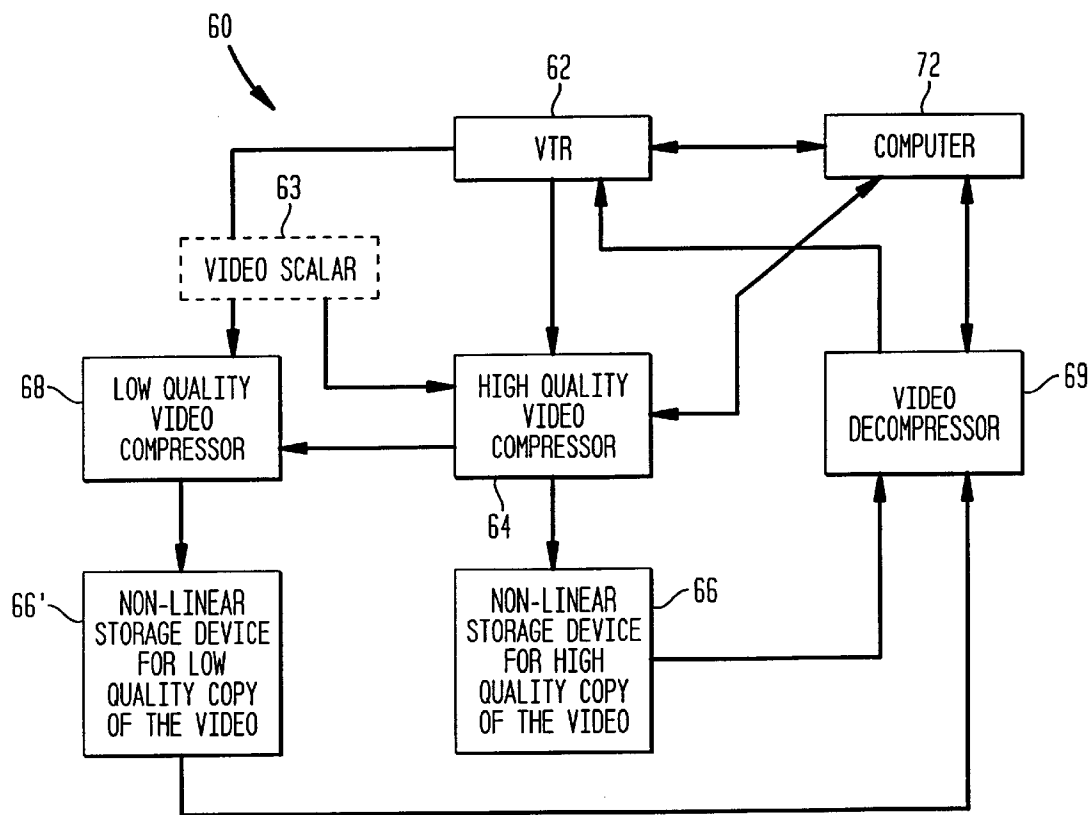 60
62
72
VTR
COMPUTER
63
VIDEO SCALAR
68
LOW QUALITY
VIDEO
COMPRESSOR
HIGH QUALITY
VIDEO
COMPRESSOR
64
VIDEO
DECOMPRESSOR
69
66'
NON-LINEAR
STORAGE DEVICE
FOR LOW
QUALITY COPY
OF THE VIDEO
NON-LINEAR
STORAGE DEVICE
FOR HIGH
QUALITY COPY
OF THE VIDEO
66